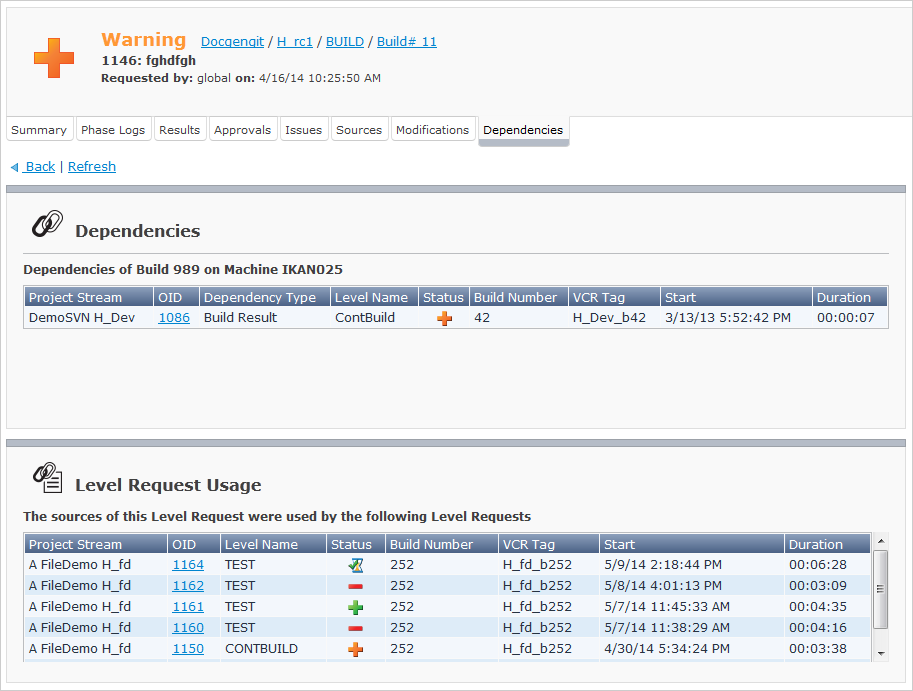 Warning Docgengit / H_rc1 / BUILD / Build# 11
1146: fghdfgh
Requested by: global on: 4/16/14 10:25:50 AM
Summary Phase Logs Results Approvals Issues Sources Modifications Dependencies
Back | Refresh
Dependencies
Dependencies of Build 989 on Machine IKAN025
Project Stream OID Dependency Type Level Name Status Build Number VCR Tag Start Duration
DemoSVN H_Dev 1086 Build Result ContBuild 42 H_Dev_b42 3/13/13 5:52:42 PM 00:00:07
Level Request Usage
The sources of this Level Request were used by the following Level Requests
Project Stream OID Level Name Status Build Number VCR Tag Start Duration
A FileDemo H_fd 1164 TEST 252 H_fd_b252 5/9/14 2:18:44 PM 00:06:28
A FileDemo H_fd 1162 TEST 252 H_fd_b252 5/8/14 4:01:13 PM 00:03:09
A FileDemo H_fd 1161 TEST 252 H_fd_b252 5/7/14 11:45:33 AM 00:04:35
A FileDemo H_fd 1160 TEST 252 H_fd_b252 5/7/14 11:38:29 AM 00:04:16
A FileDemo H_fd 1150 CONTBUILD 252 H_fd_b252 4/30/14 5:34:24 PM 00:03:38